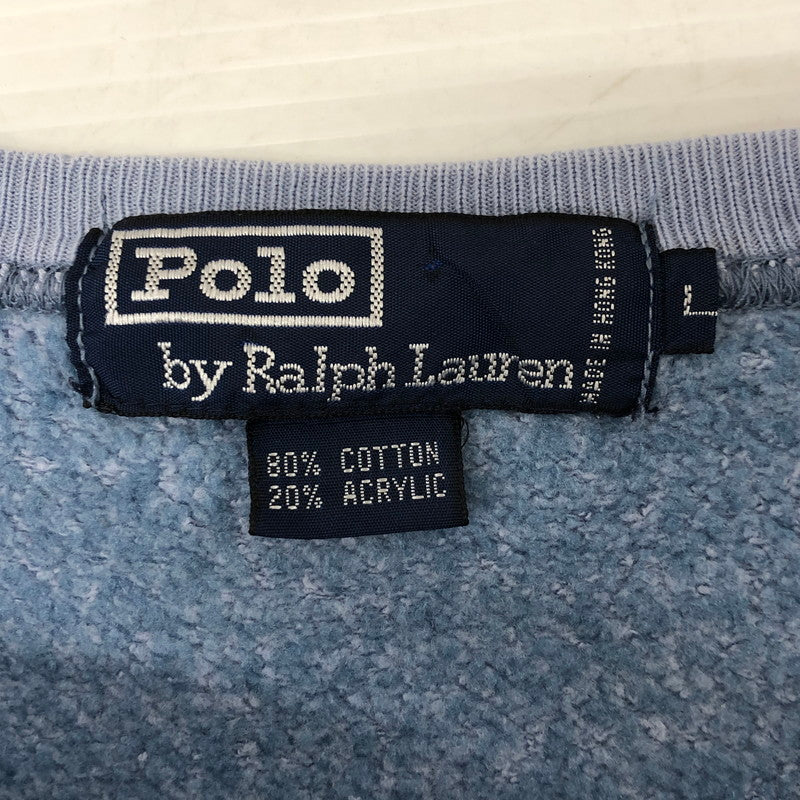 Polo
by Ralph Lauren
MADE IN HONG KONG
L
80% COTTON
20% ACRYLIC